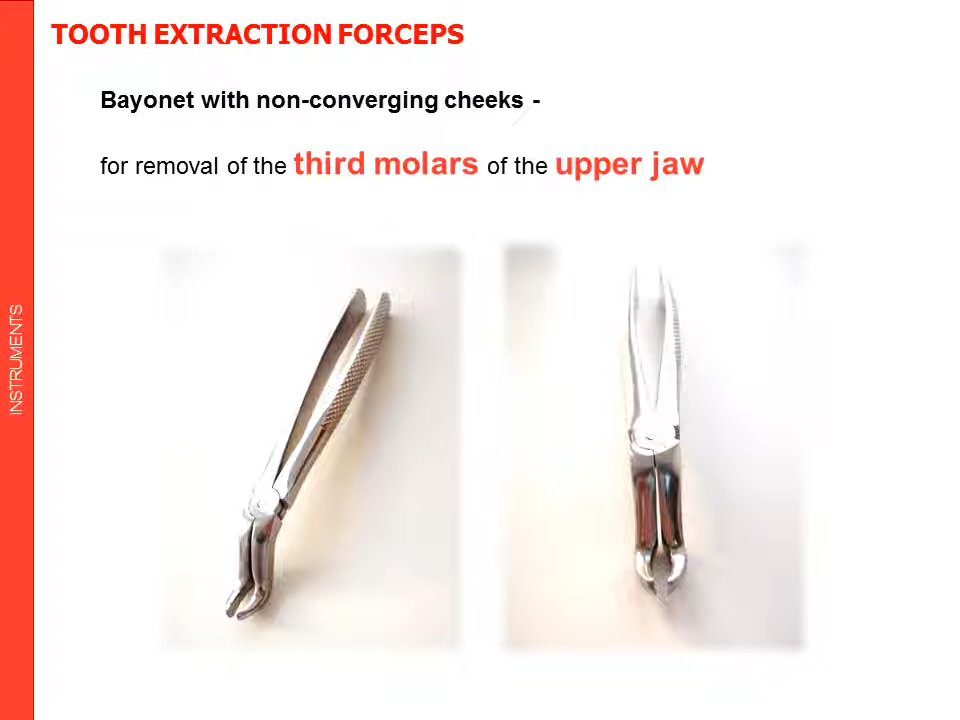 TOOTH EXTRACTION FORCEPS
Bayonet with non-converging cheeks -
for removal of the third molars of the upper jaw
INSTRUMENTS